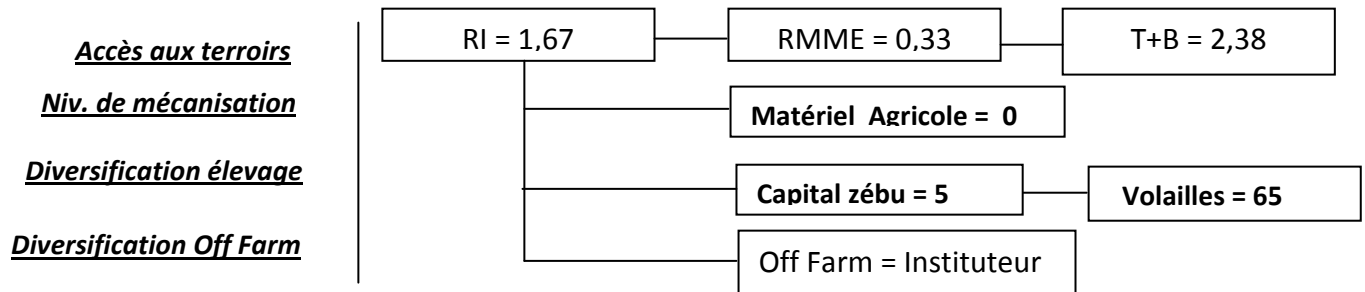 Accès aux terroirs
RI = 1,67
RMME = 0,33
T+B = 2,38
Niv. de mécanisation
Matériel Agricole = 0
Diversification élevage
Capital zébu = 5
Volailles = 65
Diversification Off Farm
Off Farm = Instituteur